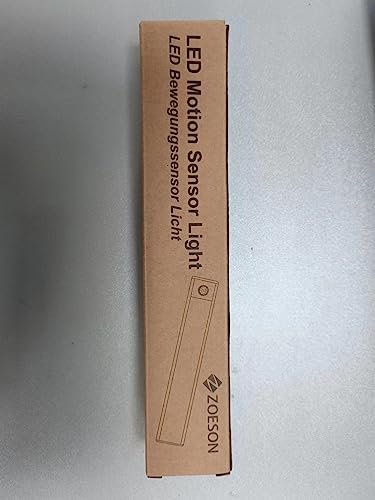 LED Motion Sensor Light
LED Bewegungssensor Licht
ZOESON